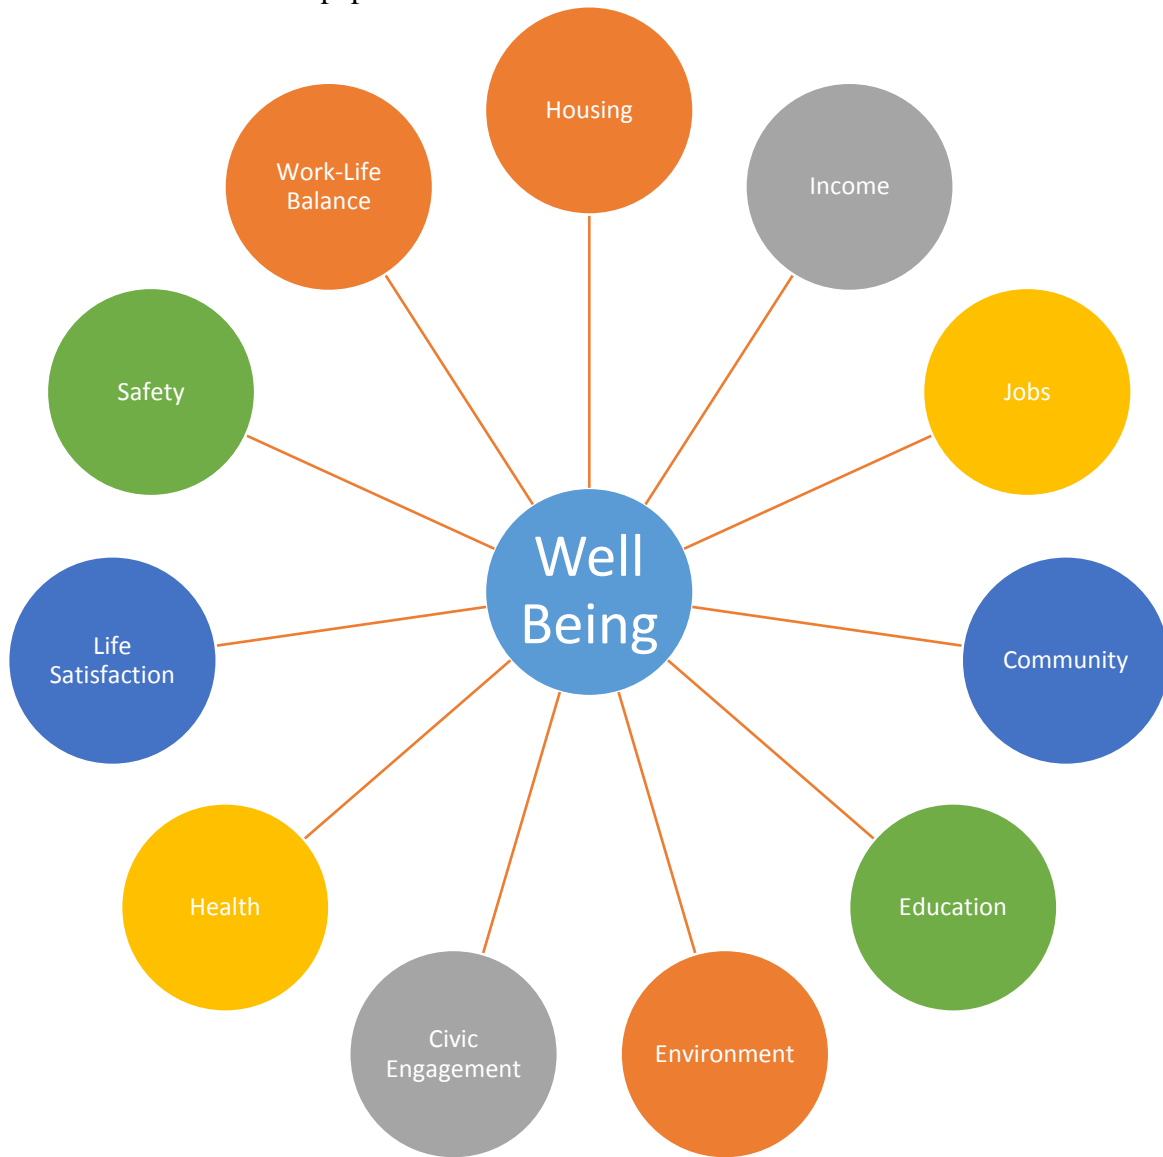 Housing
Income
Jobs
Community
Education
Environment
Civic
Engagement
Health
Life
Satisfaction
Safety
Work-Life
Balance
Well
Being